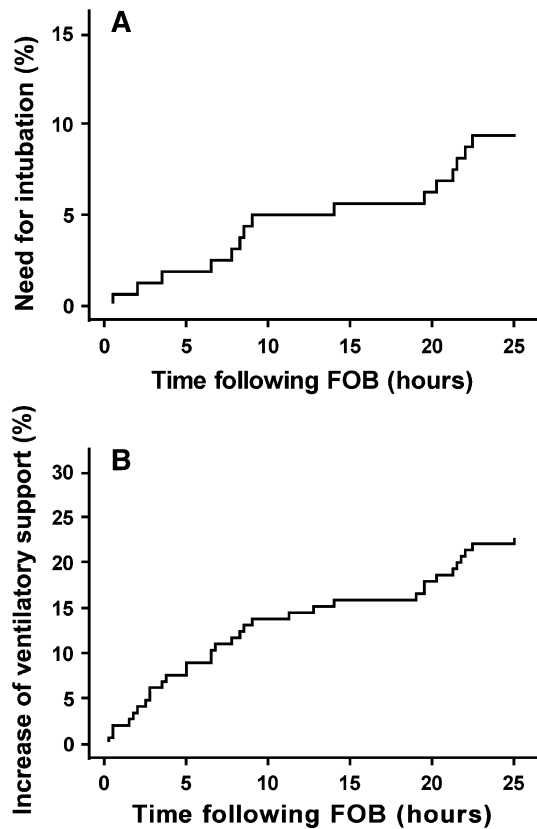 A
Need for intubation (%)
15
10
5
0
0 5 10 15 20 25
Time following FOB (hours)
B
Increase of ventilatory support (%)
30
25
20
15
10
5
0
0 5 10 15 20 25
Time following FOB (hours)